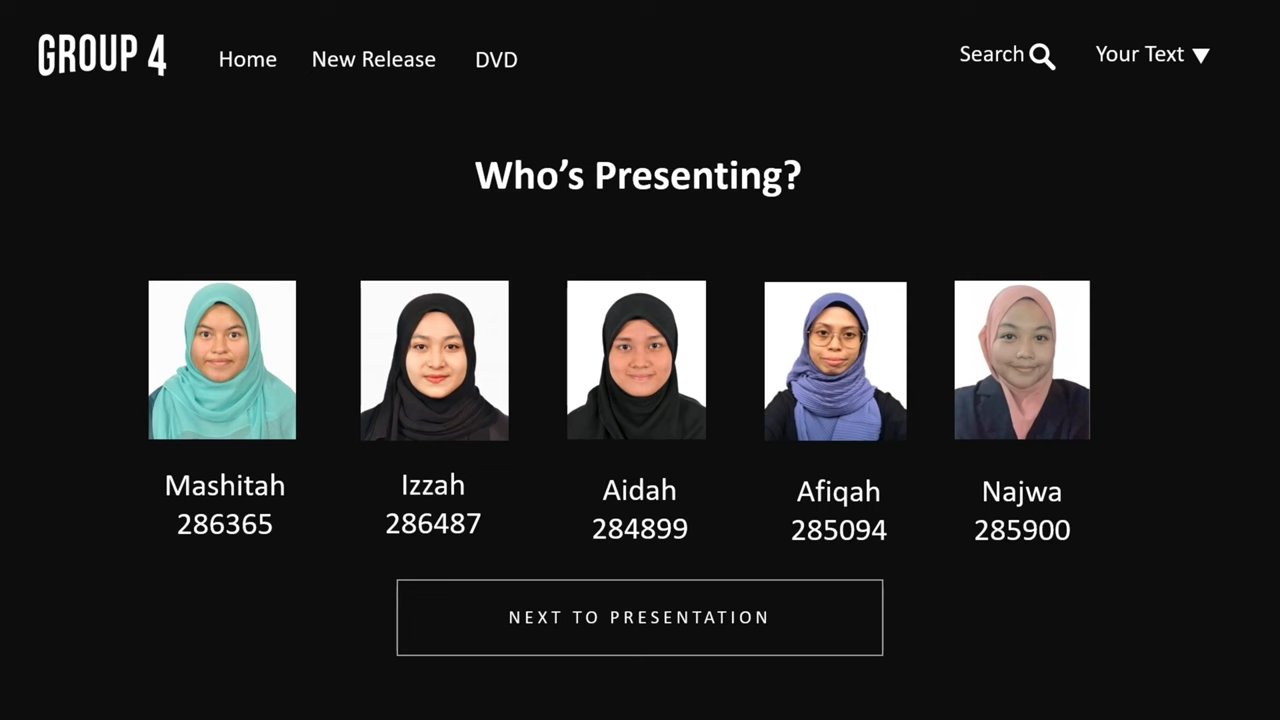 GROUP 4
Home New Release DVD
Search Your Text
Who's Presenting?
Mashitah Izzah Aidah Afiqah Najwa
286365 286487 284899 285094 285900
NEXT TO PRESENTATION